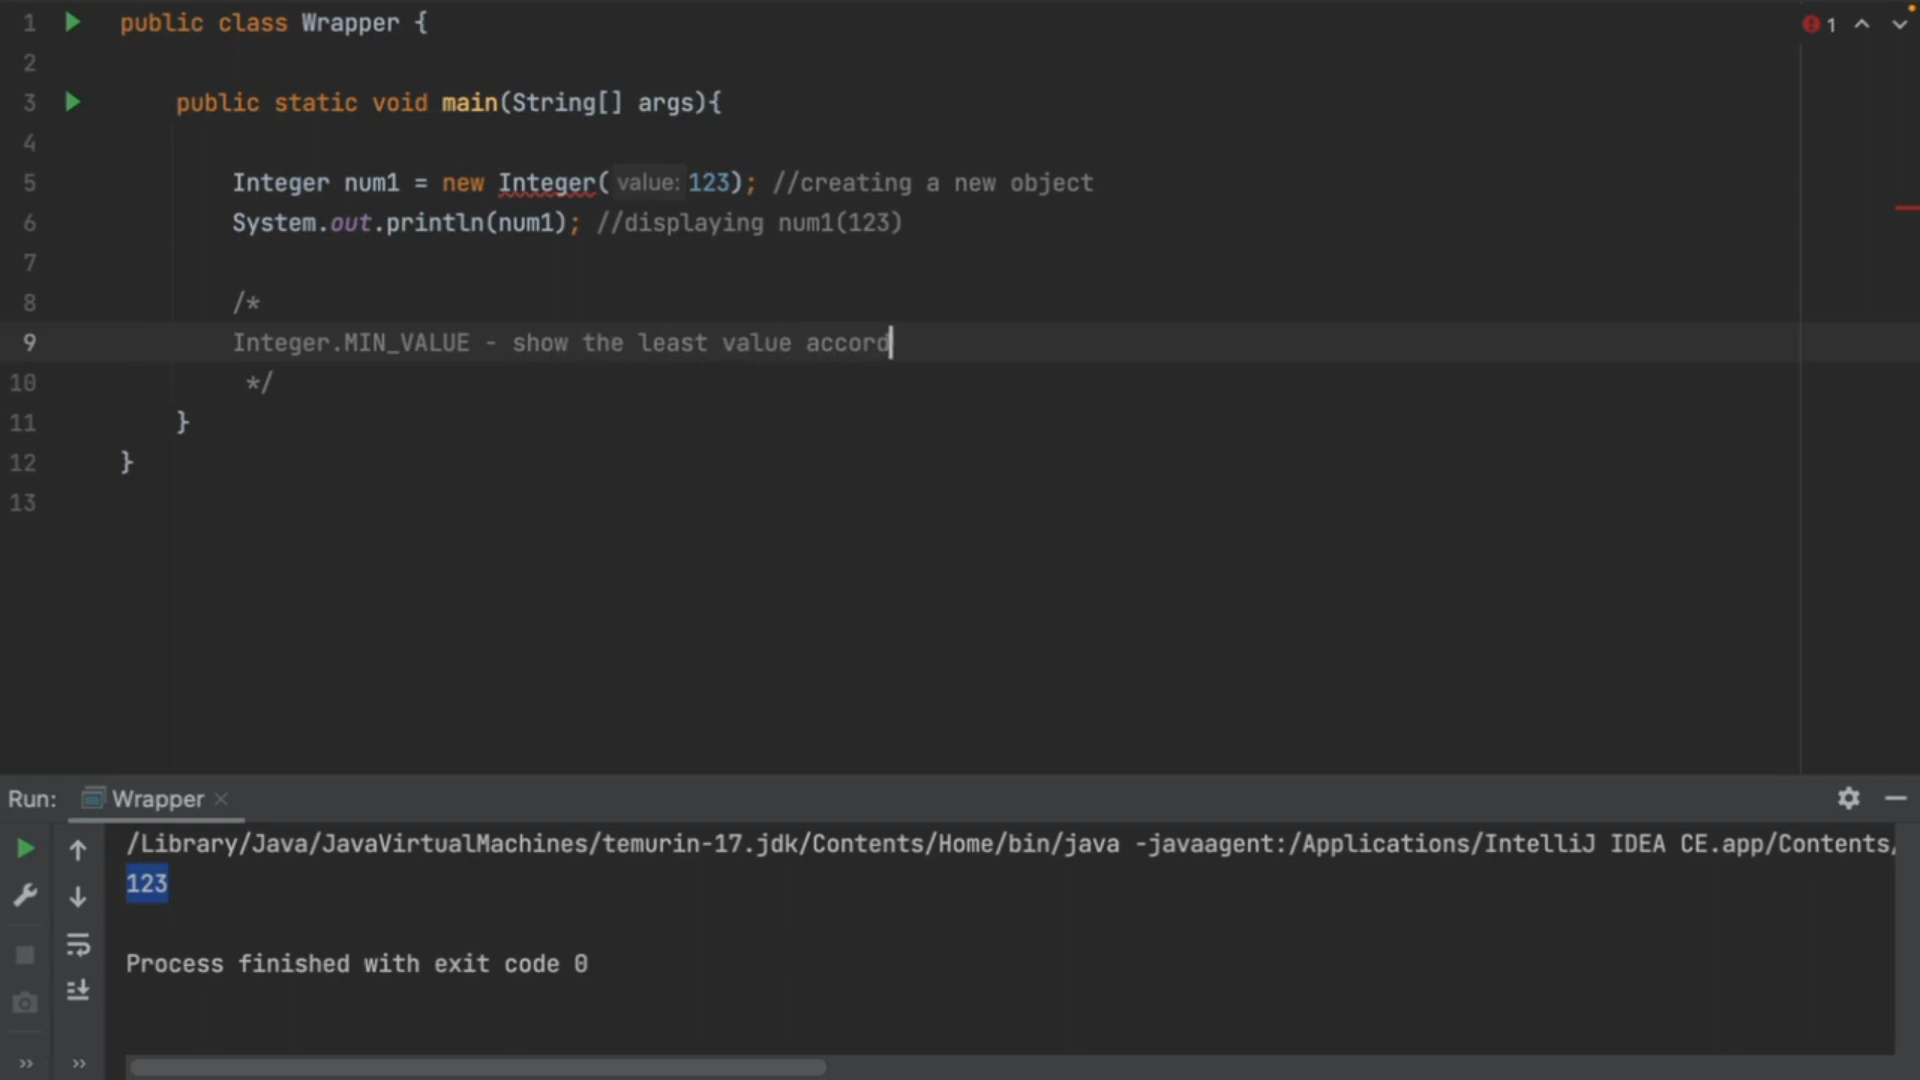 1 public class Wrapper {
1
2
3 public static void main(String[] args){
4
5 Integer num1 = new Integer( value: 123); //creating a new object
6 System.out.println(num1); //displaying num1(123)
7
8 /*
9 Integer.MIN_VALUE - show the least value accord
10 */
11 }
12 }
13
Run: Wrapper
/Library/Java/JavaVirtualMachines/temurin-17.jdk/Contents/Home/bin/java -javaagent:/Applications/IntelliJ IDEA CE.app/Contents/
123
Process finished with exit code 0